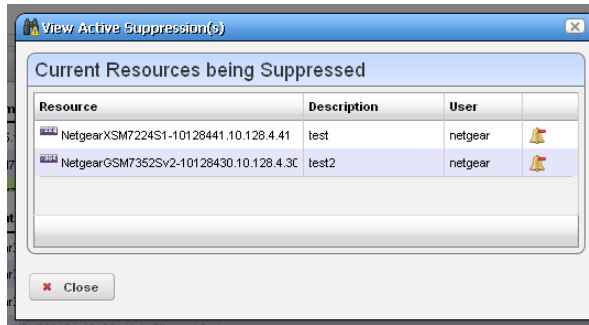 View Active Suppression(s)
Current Resources being Suppressed
Resource Description User
NetgearXSM7224S1-10128441.10.128.4.41 test netgear
NetgearGSM7352Sv2-10128430.10.128.4.30 test2 netgear
Close